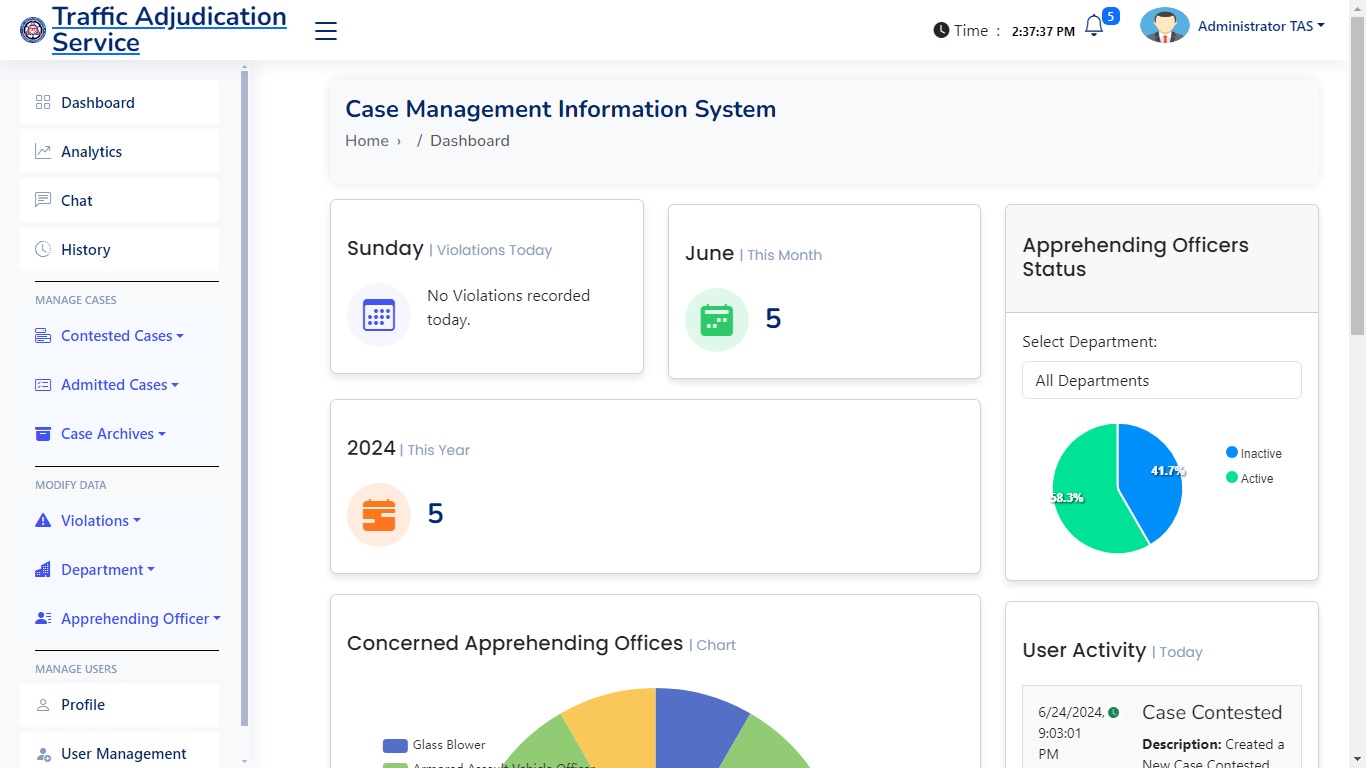 Traffic Adjudication
Service
Time : 2:37:37 PM
5
Administrator TAS
Dashboard
Analytics
Chat
History
MANAGE CASES
Contested Cases
Admitted Cases
Case Archives
MODIFY DATA
Violations
Department
Apprehending Officer
MANAGE USERS
Profile
User Management
Case Management Information System
Home › / Dashboard
Sunday | Violations Today
No Violations recorded
today.
June | This Month
5
2024 | This Year
5
Concerned Apprehending Offices | Chart
Glass Blower
Armored Assault Vehicle Officer
Apprehending Officers
Status
Select Department:
All Departments
41.7%
58.3%
Inactive
Active
User Activity | Today
6/24/2024,
9:03:01
PM
Case Contested
Description: Created a
New Case Contested